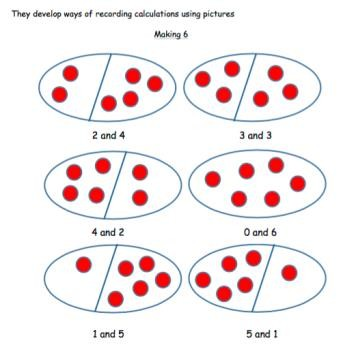 They develop ways of recording calculations using pictures
Making 6
2 and 4
3 and 3
4 and 2
0 and 6
1 and 5
5 and 1